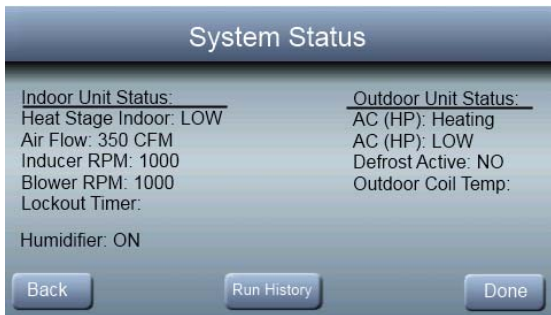 System Status
Indoor Unit Status:
Heat Stage Indoor: LOW
Air Flow: 350 CFM
Inducer RPM: 1000
Blower RPM: 1000
Lockout Timer:
Humidifier: ON
Outdoor Unit Status:
AC (HP): Heating
AC (HP): LOW
Defrost Active: NO
Outdoor Coil Temp:
Back
Run History
Done